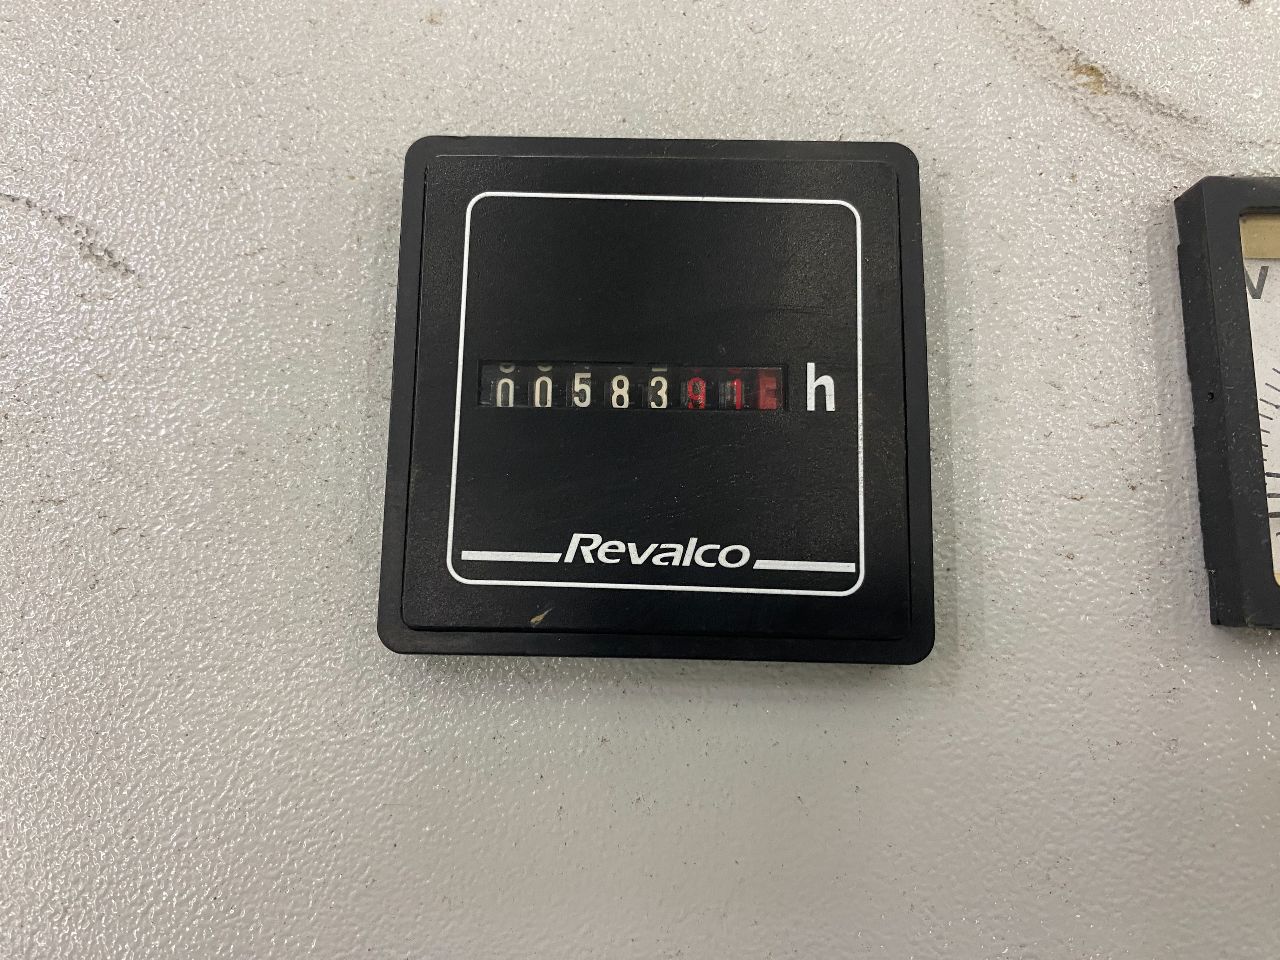 0058391 h
Revalco
V